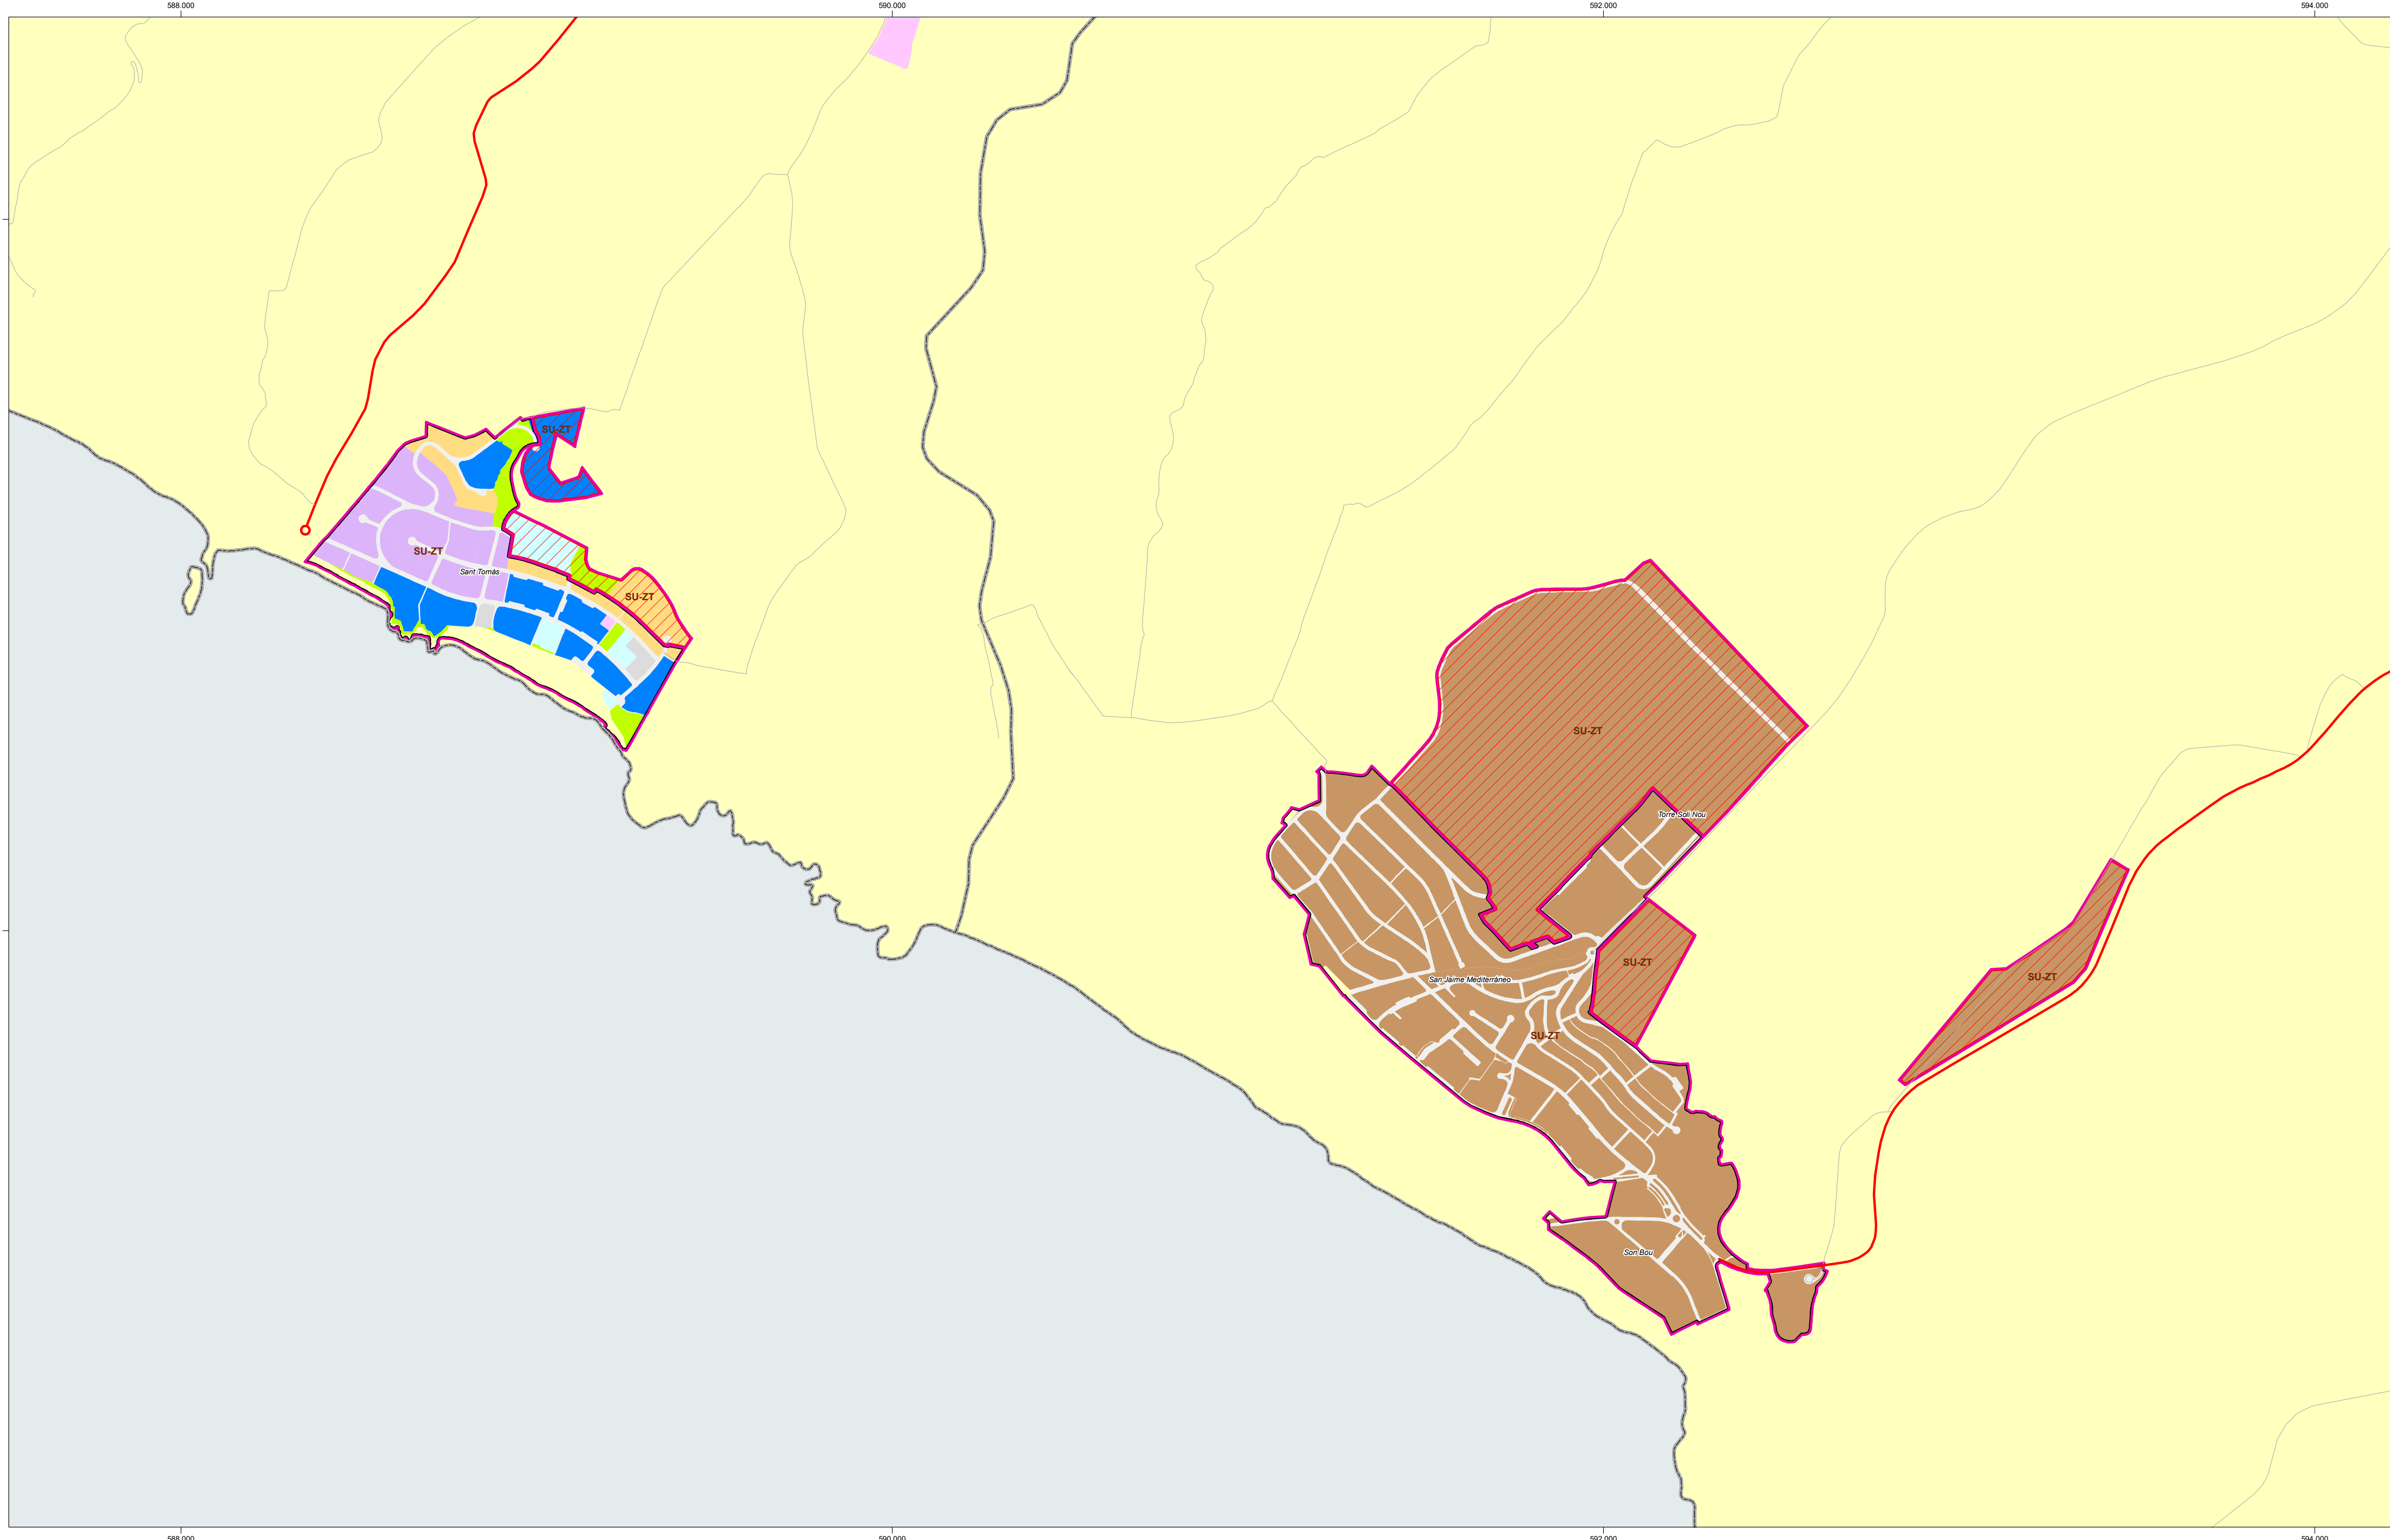 588.000
590.000
592.000
594.000
SU-ZT
SU-ZT
Sant Tomàs
SU-ZT
SU-ZT
Torre Solí Nou
SU-ZT
SU-ZT
San Jaime Mediterráneo
SU-ZT
Son Bou
588.000
590.000
592.000
594.000